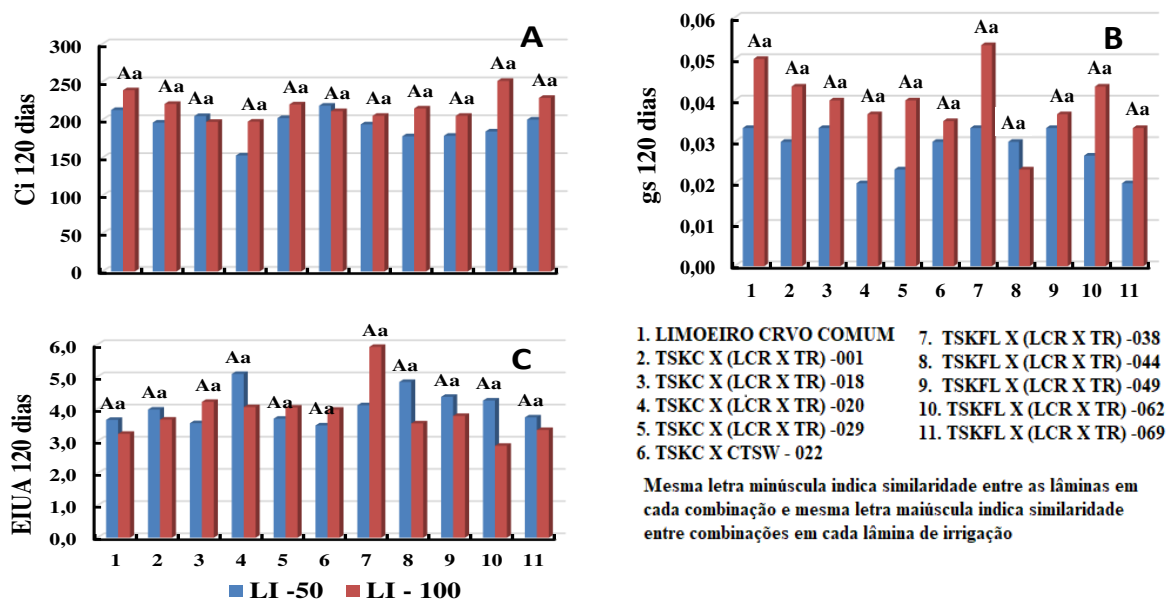 A
Ci 120 dias
300
250
200
150
100
50
0
Aa Aa Aa Aa Aa Aa Aa Aa Aa Aa Aa
B
gs 120 dias
0,06
0,05
0,04
0,03
0,02
0,01
0,00
Aa Aa Aa Aa Aa Aa Aa Aa Aa Aa Aa
1 2 3 4 5 6 7 8 9 10 11
C
EIUA 120 dias
6,0
5,0
4,0
3,0
2,0
1,0
0,0
Aa Aa Aa Aa Aa Aa Aa Aa Aa Aa Aa
1 2 3 4 5 6 7 8 9 10 11
LI -50 LI - 100
1. LIMOEIRO CRVO COMUM
2. TSKC X (LCR X TR) -001
3. TSKC X (LCR X TR) -018
4. TSKC X (LCR X TR) -020
5. TSKC X (LCR X TR) -029
6. TSKC X CTSW - 022
7. TSKFL X (LCR X TR) -038
8. TSKFL X (LCR X TR) -044
9. TSKFL X (LCR X TR) -049
10. TSKFL X (LCR X TR) -062
11. TSKFL X (LCR X TR) -069
Mesma letra minúscula indica similaridade entre as lâminas em
cada combinação e mesma letra maiúscula indica similaridade
entre combinações em cada lâmina de irrigação